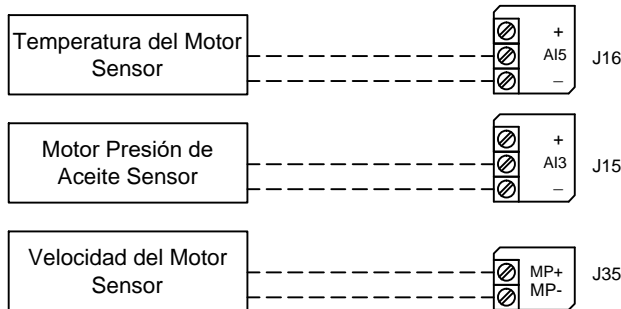 Temperatura del Motor
Sensor
+
AI5
–
J16
Motor Presión de
Aceite Sensor
+
AI3
–
J15
Velocidad del Motor
Sensor
MP+
MP-
J35